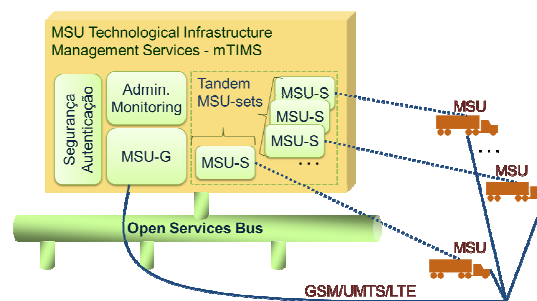 MSU Technological Infrastructure
Management Services - mTIMS
Segurança
Autenticação
Admin.
Monitoring
MSU-G
Tandem
MSU-sets
MSU-S
MSU-S
MSU-S
MSU-S
...
MSU
...
MSU
MSU
Open Services Bus
GSM/UMTS/LTE